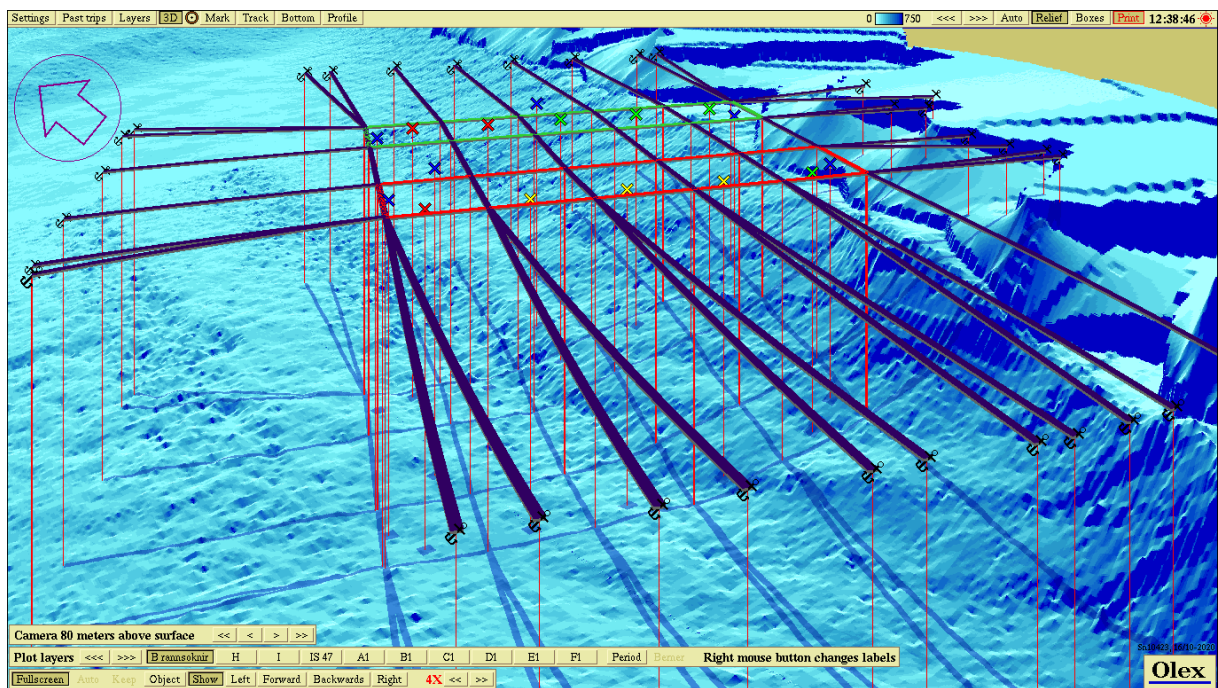 Settings Past trips Layers 3D Mark Track Bottom Profile 0 750 <<< >>> Auto Relief Boxes Print 12:38:46
Camera 80 meters above surface << < > >>
Plot layers <<< >>> B rannsoknir H I IS 47 A1 B1 C1 D1 E1 F1 Period Berner Right mouse button changes labels
Fullscreen Auto Keep Object Show Left Forward Backwards Right 4X << >>
Olex